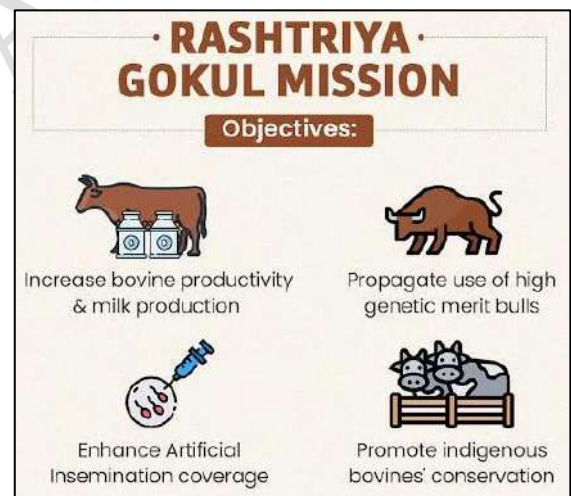 · RASHTRIYA ·
GOKUL MISSION
Objectives:
Increase bovine productivity
& milk production
Propagate use of high
genetic merit bulls
Enhance Artificial
Insemination coverage
Promote indigenous
bovines' conservation